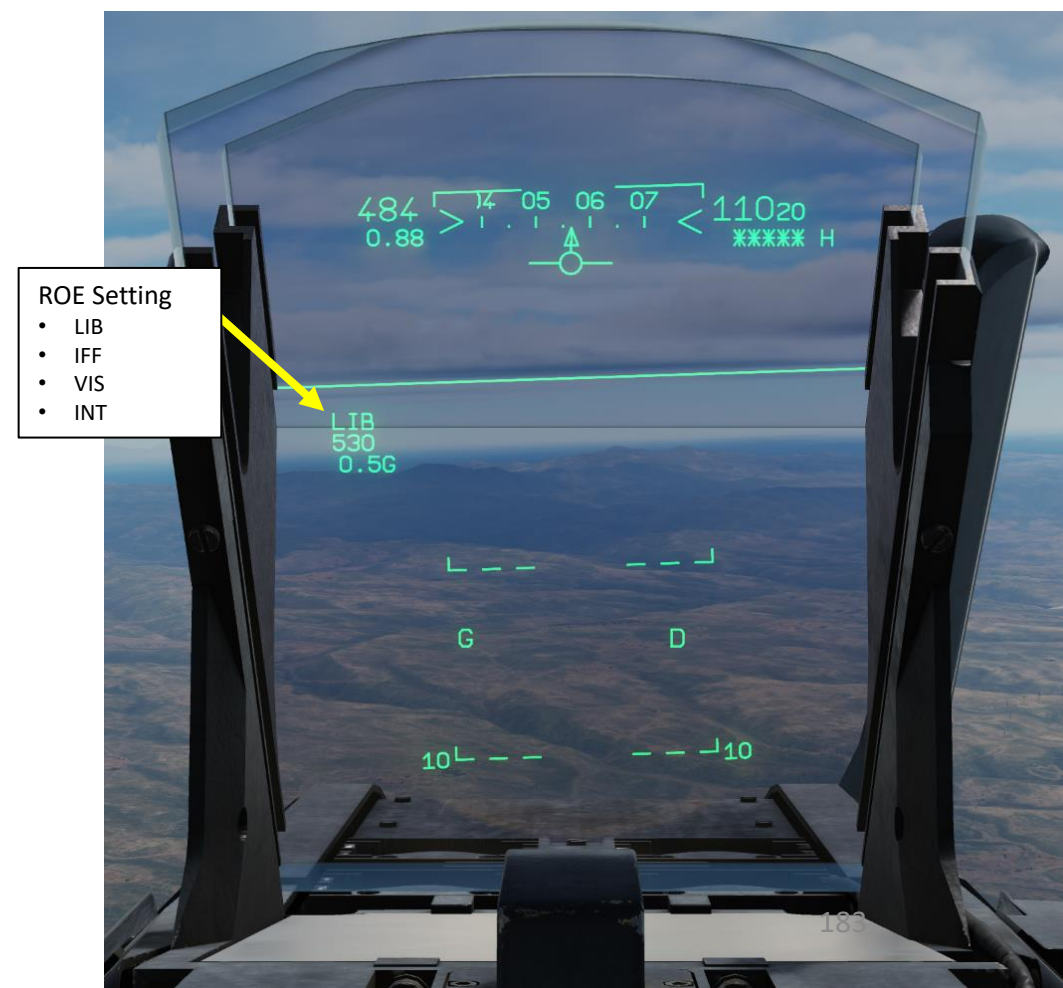 484
0.88
04 05 06 07
11020
***** H
ROE Setting
• LIB
• IFF
• VIS
• INT
LIB
530
0.5G
G D
10 10
183